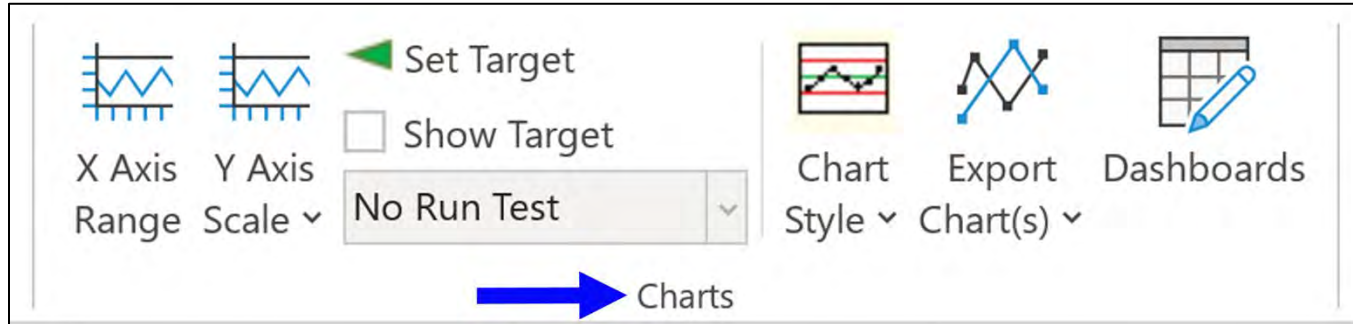 X Axis
Range
Y Axis
Scale
Set Target
Show Target
No Run Test
Chart
Style
Export
Chart(s)
Dashboards
Charts